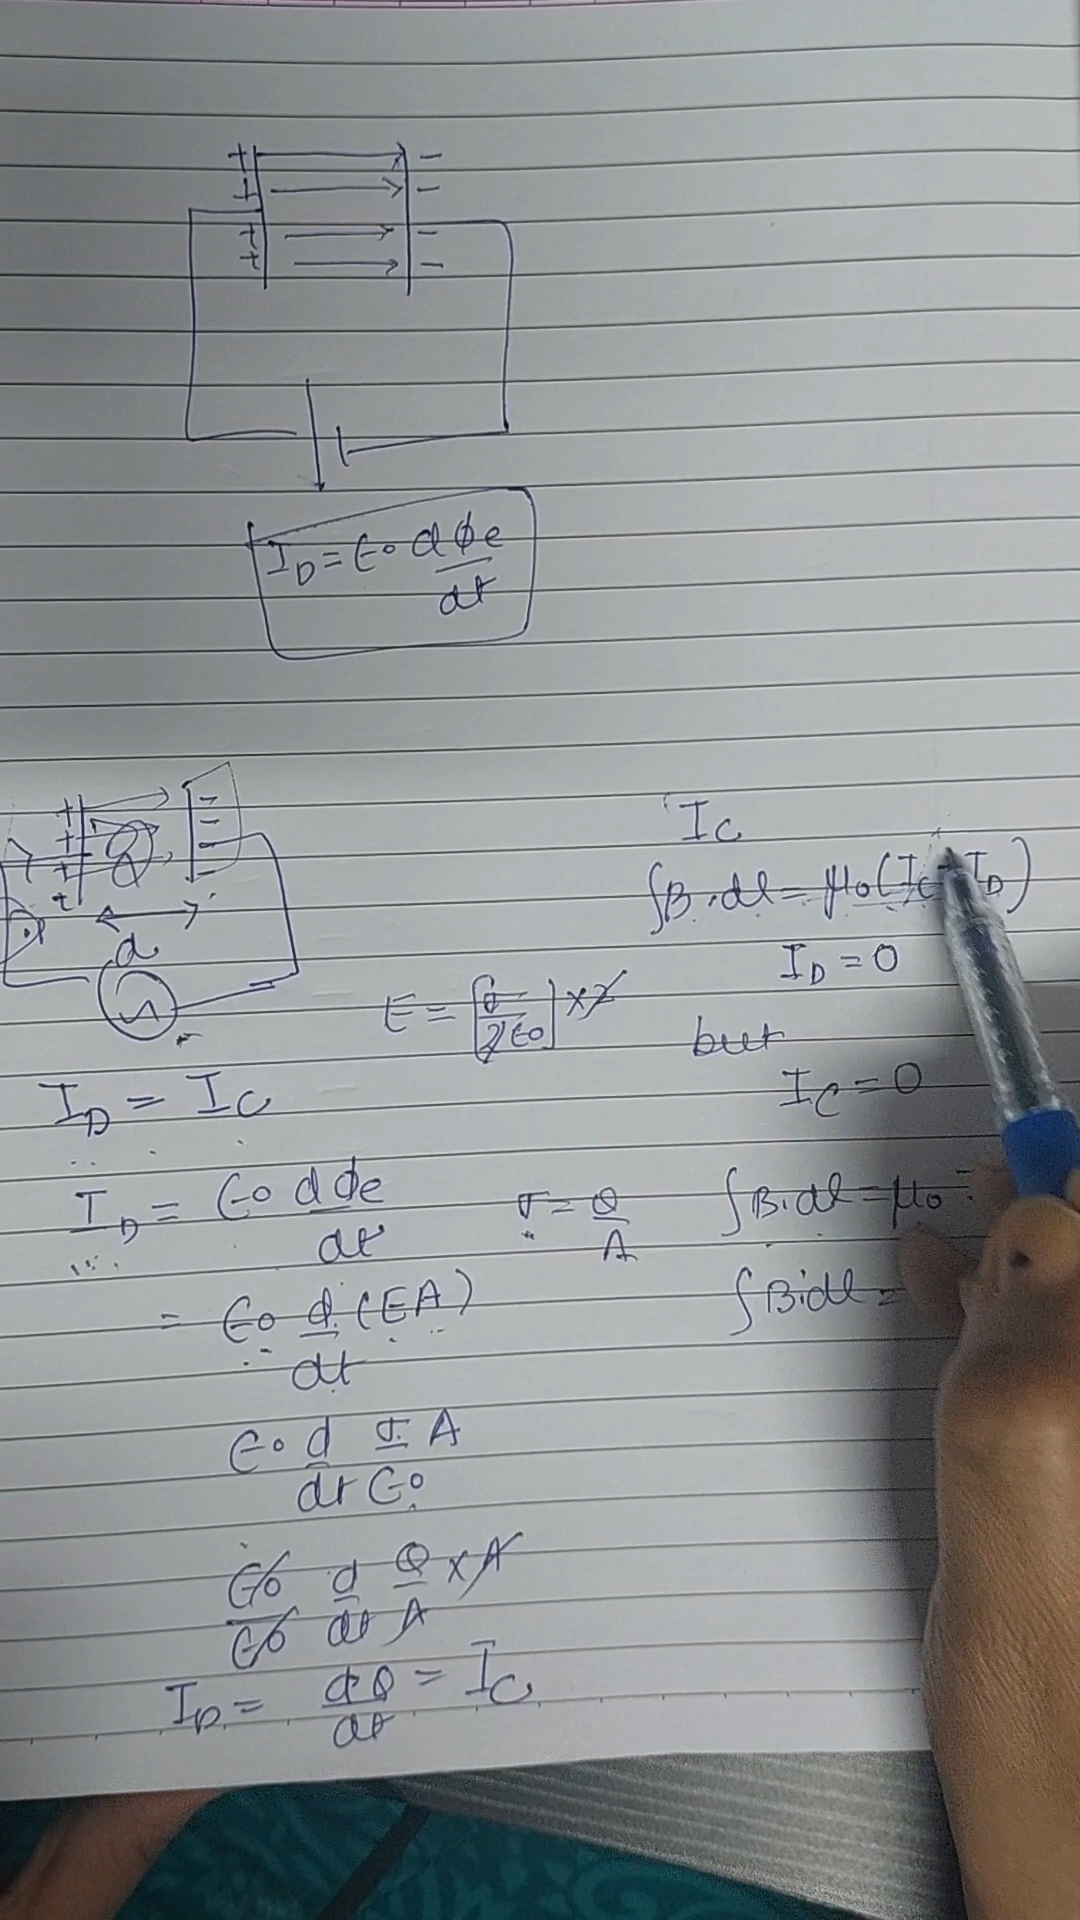 + −
+ −
+ −
+ −
I_D = ϵ₀ dϕe/dt
+ −
+ −
+ −
+ −
d
I_C
∫B.dl = μ₀(I_C + I_D)
I_D = 0
E = [σ/2ϵ₀] × 2
but
I_D = I_C
I_C = 0
I_D = ϵ₀ dϕe/dt
σ = Q/A
∫B.dl = μ₀
= ϵ₀ d/dt (EA)
∫B.dl =
ϵ₀ d/dt σ/ϵ₀ A
ϵ₀/ϵ₀ d/dt Q/A × A
I_D = dQ/dt = I_C